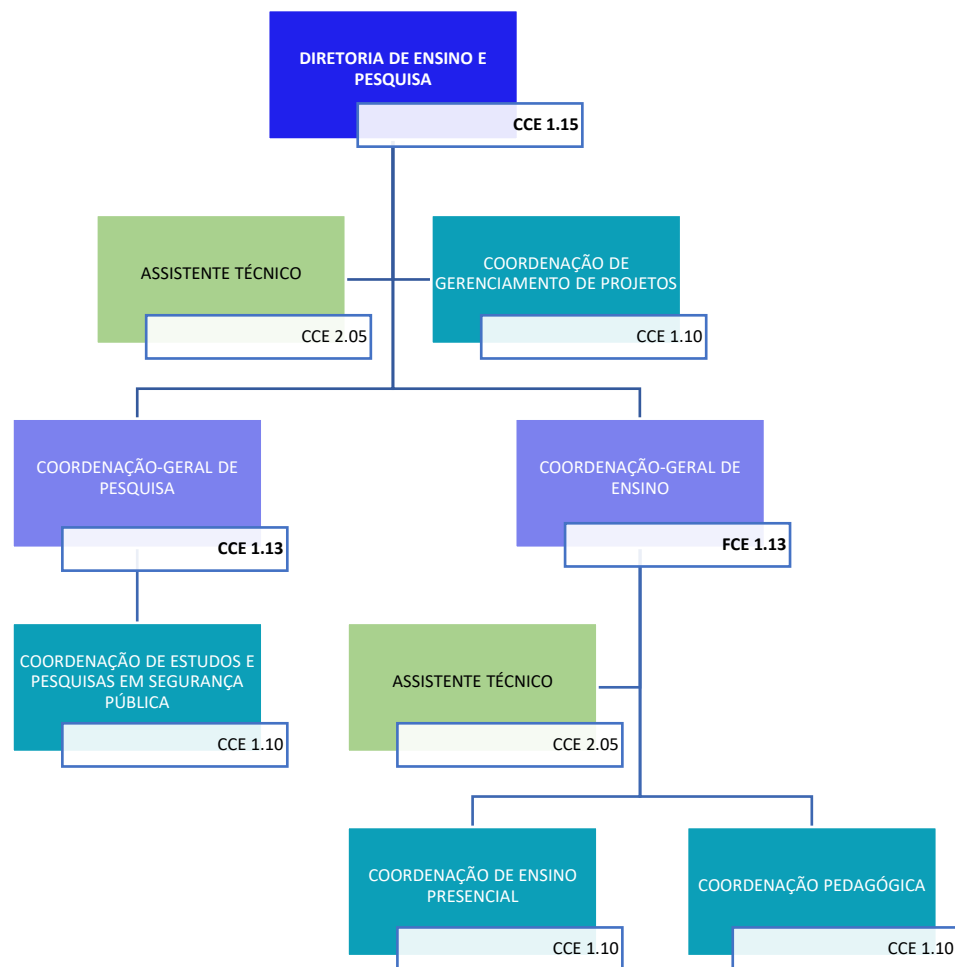 DIRETORIA DE ENSINO E
PESQUISA
CCE 1.15
ASSISTENTE TÉCNICO
CCE 2.05
COORDENAÇÃO DE
GERENCIAMENTO DE PROJETOS
CCE 1.10
COORDENAÇÃO-GERAL DE
PESQUISA
CCE 1.13
COORDENAÇÃO-GERAL DE
ENSINO
FCE 1.13
COORDENAÇÃO DE ESTUDOS E
PESQUISAS EM SEGURANÇA
PÚBLICA
CCE 1.10
ASSISTENTE TÉCNICO
CCE 2.05
COORDENAÇÃO DE ENSINO
PRESENCIAL
CCE 1.10
COORDENAÇÃO PEDAGÓGICA
CCE 1.10